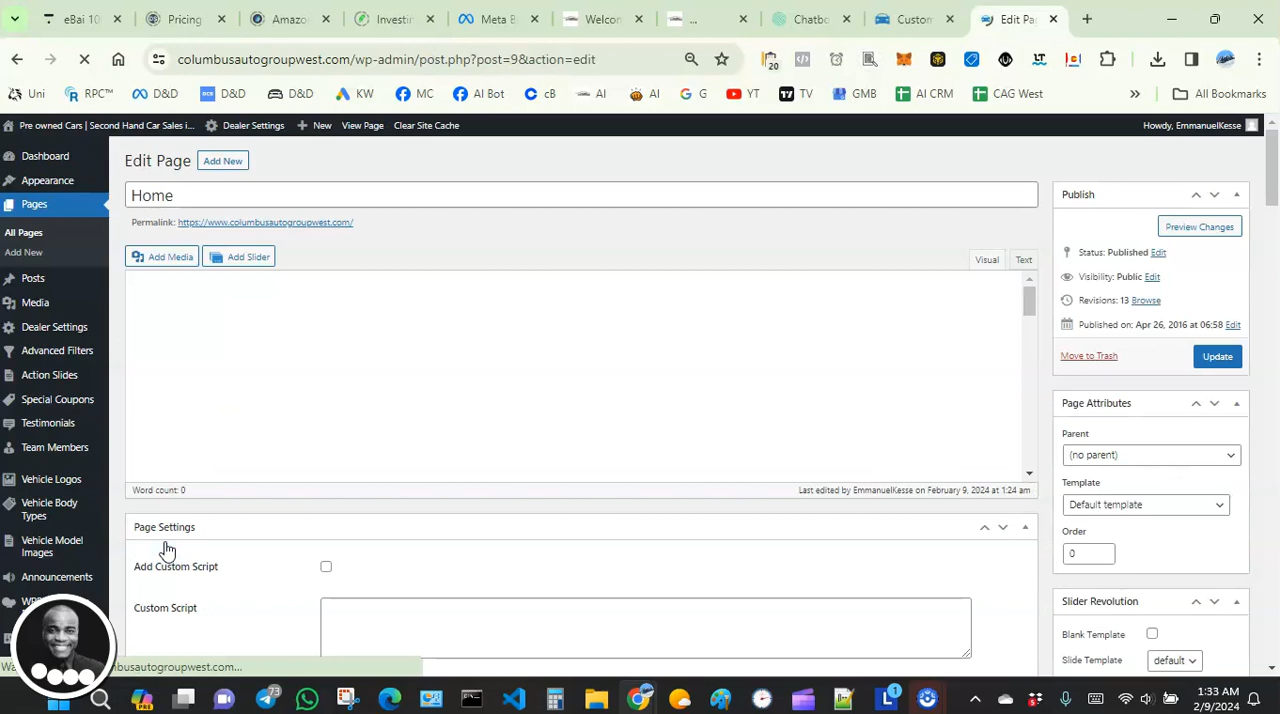 eBai 10
Pricing
Amazo
Investin
Meta B
Welcon
...
Chatbo
Custom
Edit Pa
columbusautogroupwest.com/wp-admin/post.php?post=9&action=edit
20
Uni
RPC™
D&D
D&D
D&D
KW
MC
AI Bot
cB
AI
AI
G
YT
TV
GMB
AI CRM
CAG West
All Bookmarks
Pre owned Cars | Second Hand Car Sales i...
Dealer Settings
New
View Page
Clear Site Cache
Howdy, EmmanuelKesse
Dashboard
Appearance
Pages
All Pages
Add New
Posts
Media
Dealer Settings
Advanced Filters
Action Slides
Special Coupons
Testimonials
Team Members
Vehicle Logos
Vehicle Body
Types
Vehicle Model
Images
Announcements
Edit Page
Add New
Home
Permalink: https://www.columbusautogroupwest.com/
Add Media
Add Slider
Visual
Text
Word count: 0
Last edited by EmmanuelKesse on February 9, 2024 at 1:24 am
Page Settings
Add Custom Script
Custom Script
Publish
Preview Changes
Status: Published Edit
Visibility: Public Edit
Revisions: 13 Browse
Published on: Apr 26, 2016 at 06:58 Edit
Move to Trash
Update
Page Attributes
Parent
(no parent)
Template
Default template
Order
0
Slider Revolution
Blank Template
Slide Template
default
mbusautogroupwest.com...
73
1
5
1:33 AM
2/9/2024